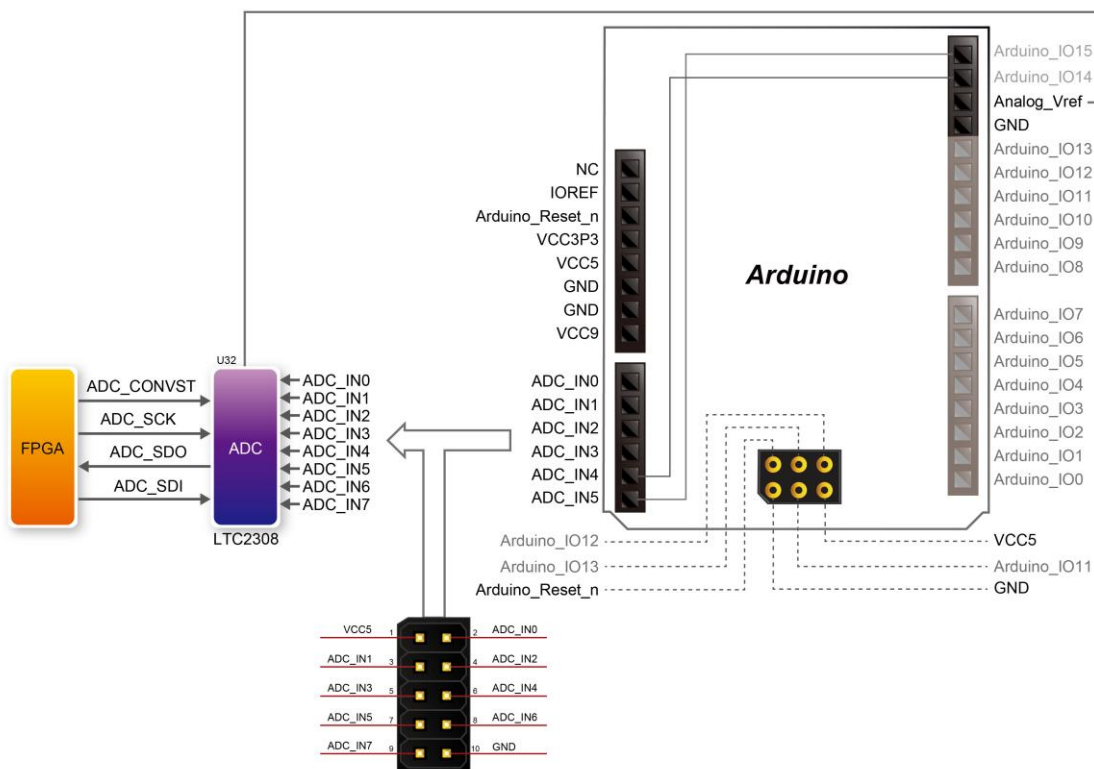 Arduino_IO15
Arduino_IO14
Analog_Vref
GND
Arduino_IO13
Arduino_IO12
Arduino_IO11
Arduino_IO10
Arduino_IO9
Arduino_IO8
NC
IOREF
Arduino_Reset_n
VCC3P3
VCC5
GND
GND
VCC9
Arduino
Arduino_IO7
Arduino_IO6
Arduino_IO5
Arduino_IO4
Arduino_IO3
Arduino_IO2
Arduino_IO1
Arduino_IO0
U32
FPGA
ADC_CONVST
ADC_SCK
ADC_SDO
ADC_SDI
ADC
LTC2308
ADC_IN0
ADC_IN1
ADC_IN2
ADC_IN3
ADC_IN4
ADC_IN5
ADC_IN6
ADC_IN7
ADC_IN0
ADC_IN1
ADC_IN2
ADC_IN3
ADC_IN4
ADC_IN5
Arduino_IO12
Arduino_IO13
Arduino_Reset_n
VCC5
Arduino_IO11
GND
VCC5 1 2 ADC_IN0
ADC_IN1 3 4 ADC_IN2
ADC_IN3 5 6 ADC_IN4
ADC_IN5 7 8 ADC_IN6
ADC_IN7 9 10 GND